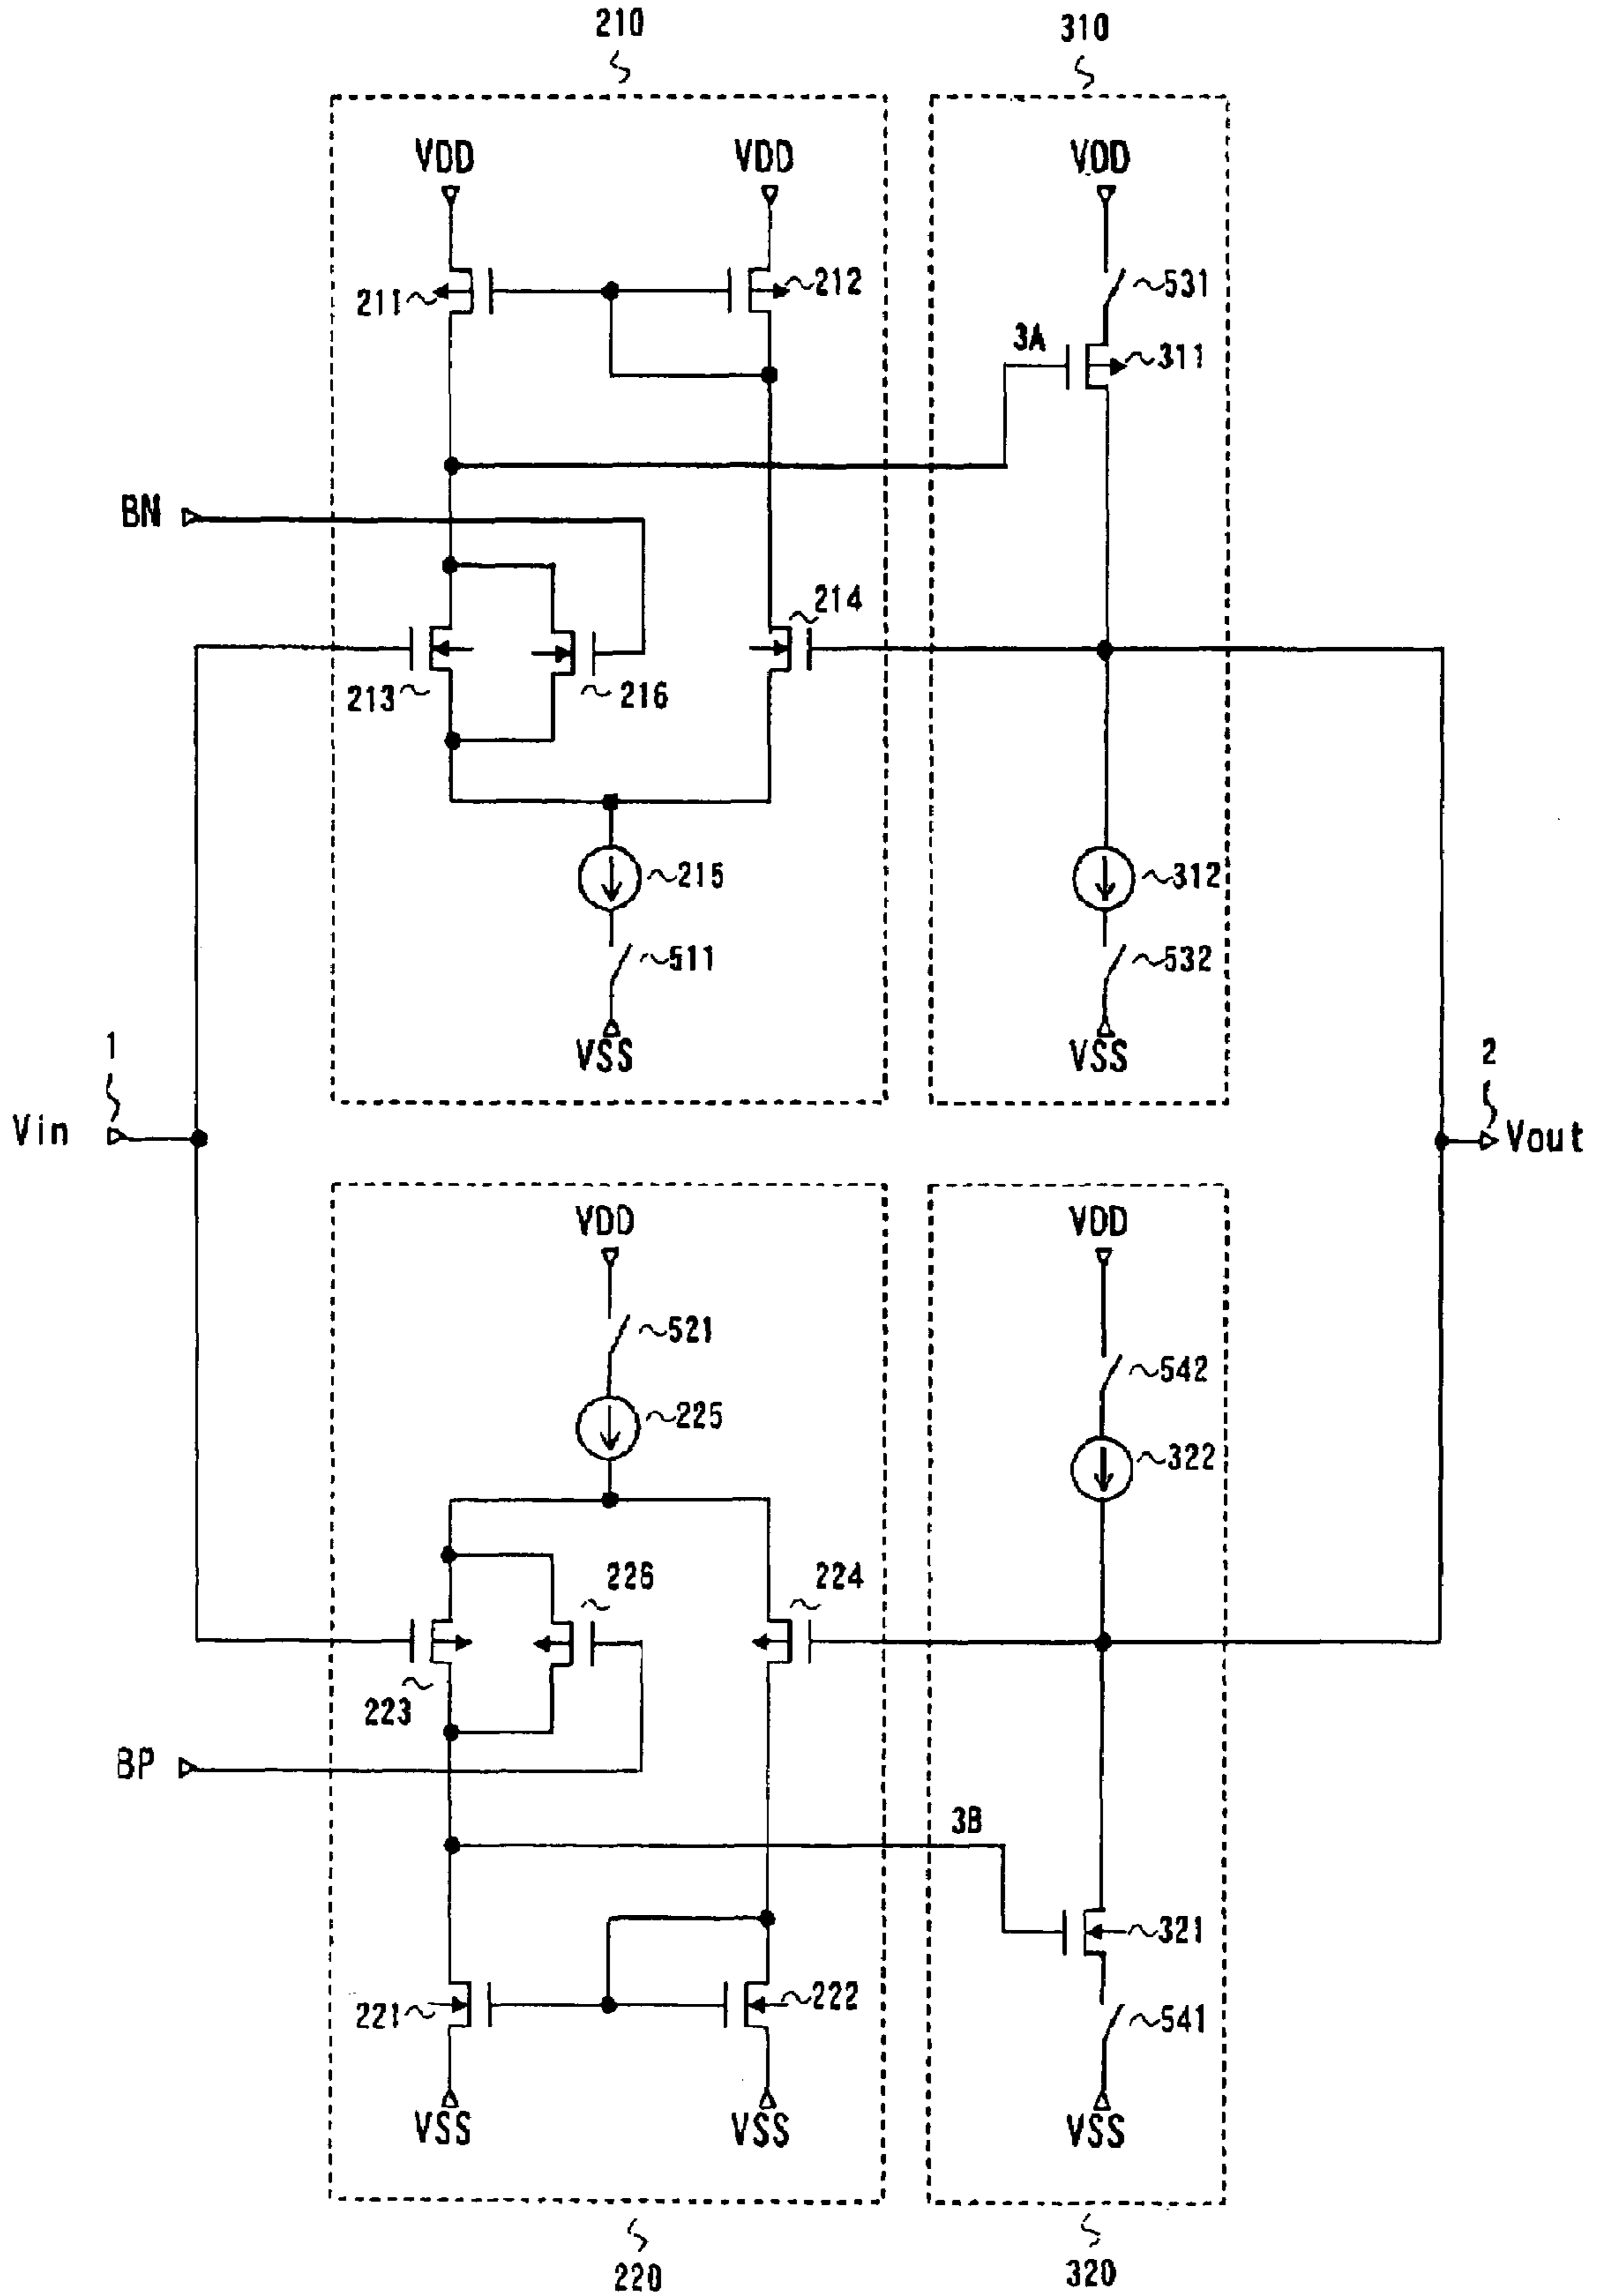 210 310
VDD VDD VDD
211 212 531
3A 311
BN
214
213 216
215 312
511 532
VSS VSS
1 2
Vin Vout
VDD VDD
521 542
225 322
226 224
223
BP
3B
321
221 222 541
VSS VSS VSS
220 320